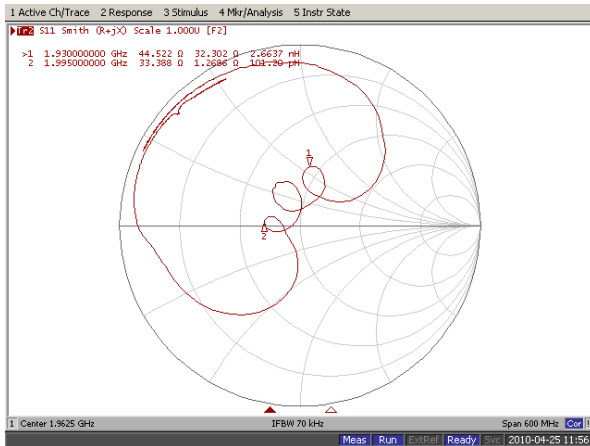 1 Active Ch/Trace 2 Response 3 Stimulus 4 Mkr/Analysis 5 Instr State
Tr2 S11 Smith (R+jX) Scale 1.000U [F2]
>1 1.930000000 GHz 44.522 Ω 32.302 Ω 2.6637 nH
2 1.995000000 GHz 33.388 Ω 1.2686 Ω 101.20 pH
1
2
1 Center 1.9625 GHz IFBW 70 kHz Span 600 MHz Cor
Meas Run ExtRef Ready Svc 2010-04-25 11:56